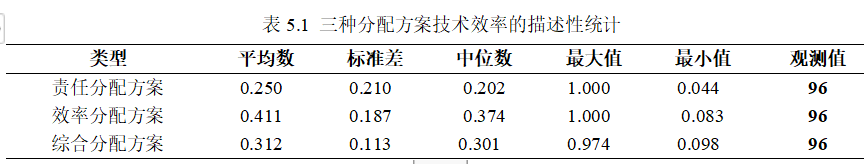 表 5.1 三种分配方案技术效率的描述性统计
类型 平均数 标准差 中位数 最大值 最小值 观测值
责任分配方案 0.250 0.210 0.202 1.000 0.044 96
效率分配方案 0.411 0.187 0.374 1.000 0.083 96
综合分配方案 0.312 0.113 0.301 0.974 0.098 96